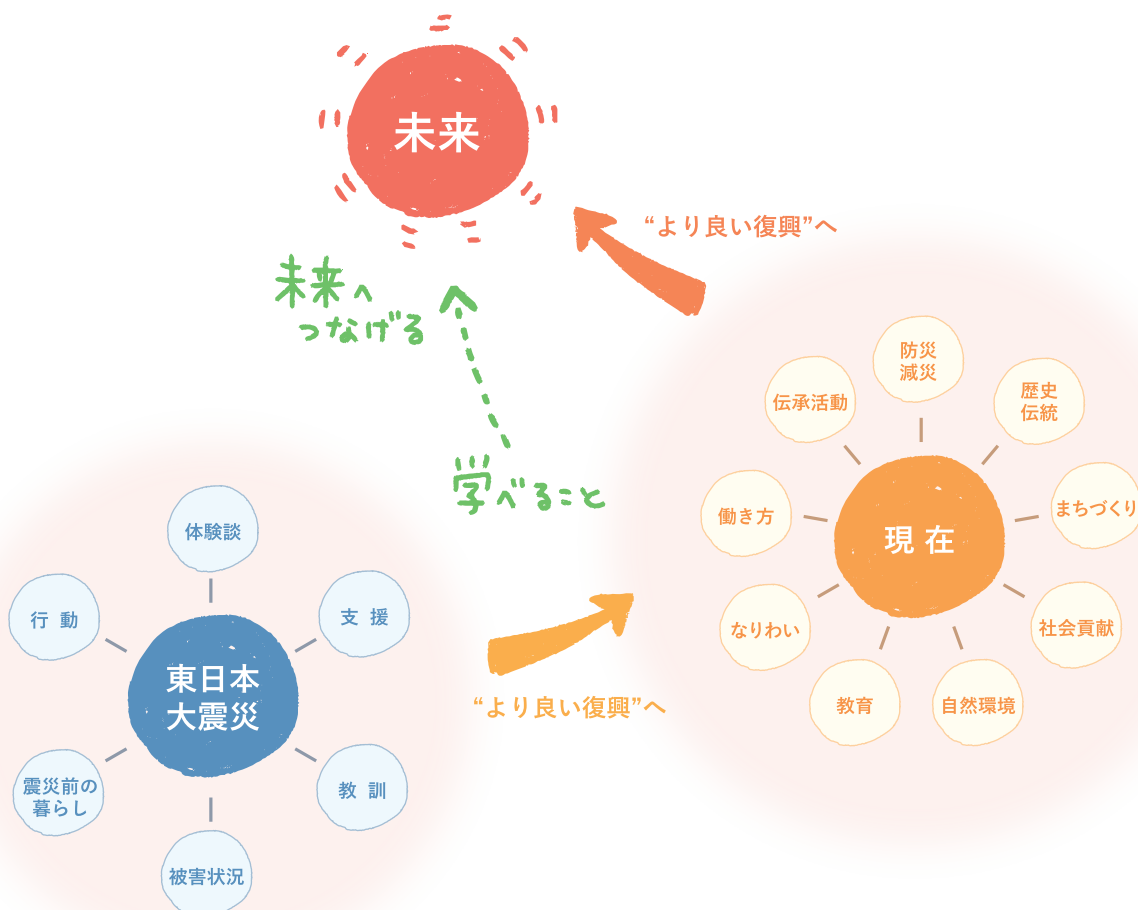 未来
“より良い復興”へ
未来へ
つなげる
学べること
防災
減災
伝承活動
歴史
伝統
働き方
現在
まちづくり
なりわい
社会貢献
教育
自然環境
体験談
行動
支援
東日本
大震災
震災前の
暮らし
教訓
被害状況
“より良い復興”へ